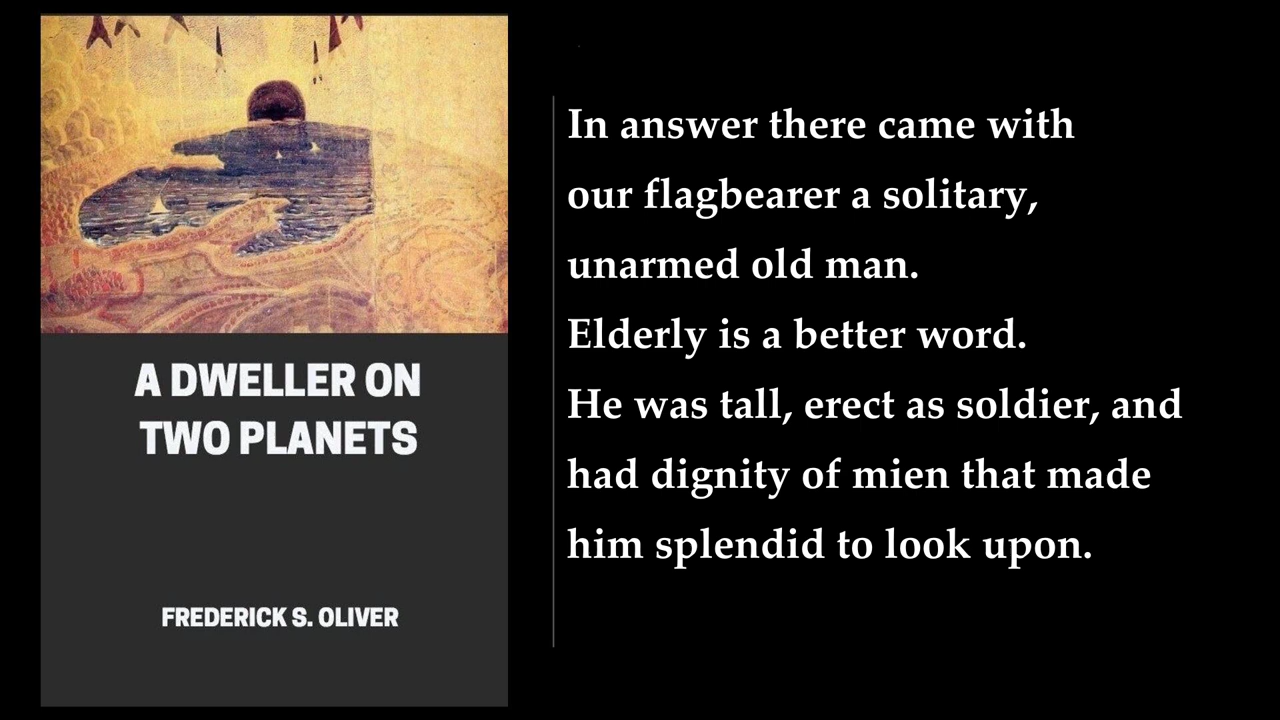 A DWELLER ON
TWO PLANETS
FREDERICK S. OLIVER
In answer there came with
our flagbearer a solitary,
unarmed old man.
Elderly is a better word.
He was tall, erect as soldier, and
had dignity of mien that made
him splendid to look upon.